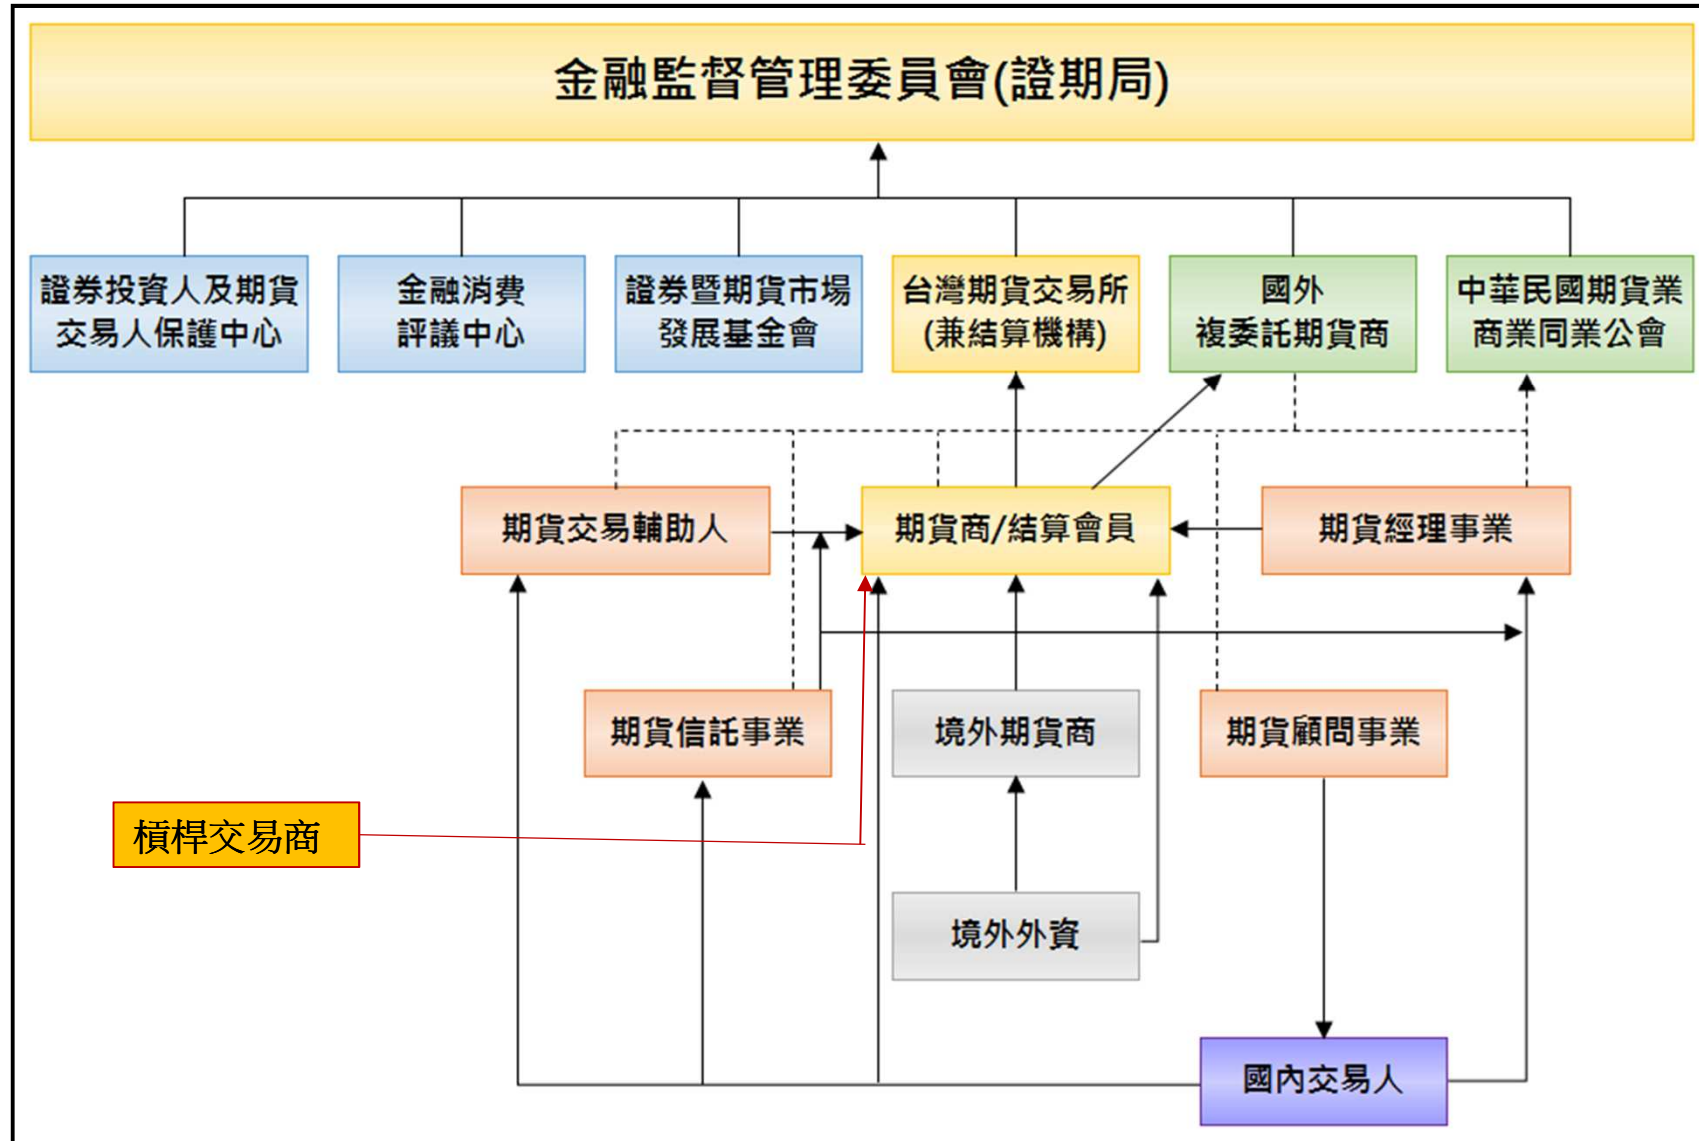 金融監督管理委員會(證期局)
證券投資人及期貨
交易人保護中心
金融消費
評議中心
證券暨期貨市場
發展基金會
台灣期貨交易所
(兼結算機構)
國外
複委託期貨商
中華民國期貨業
商業同業公會
期貨交易輔助人
期貨商/結算會員
期貨經理事業
期貨信託事業
境外期貨商
期貨顧問事業
槓桿交易商
境外外資
國內交易人